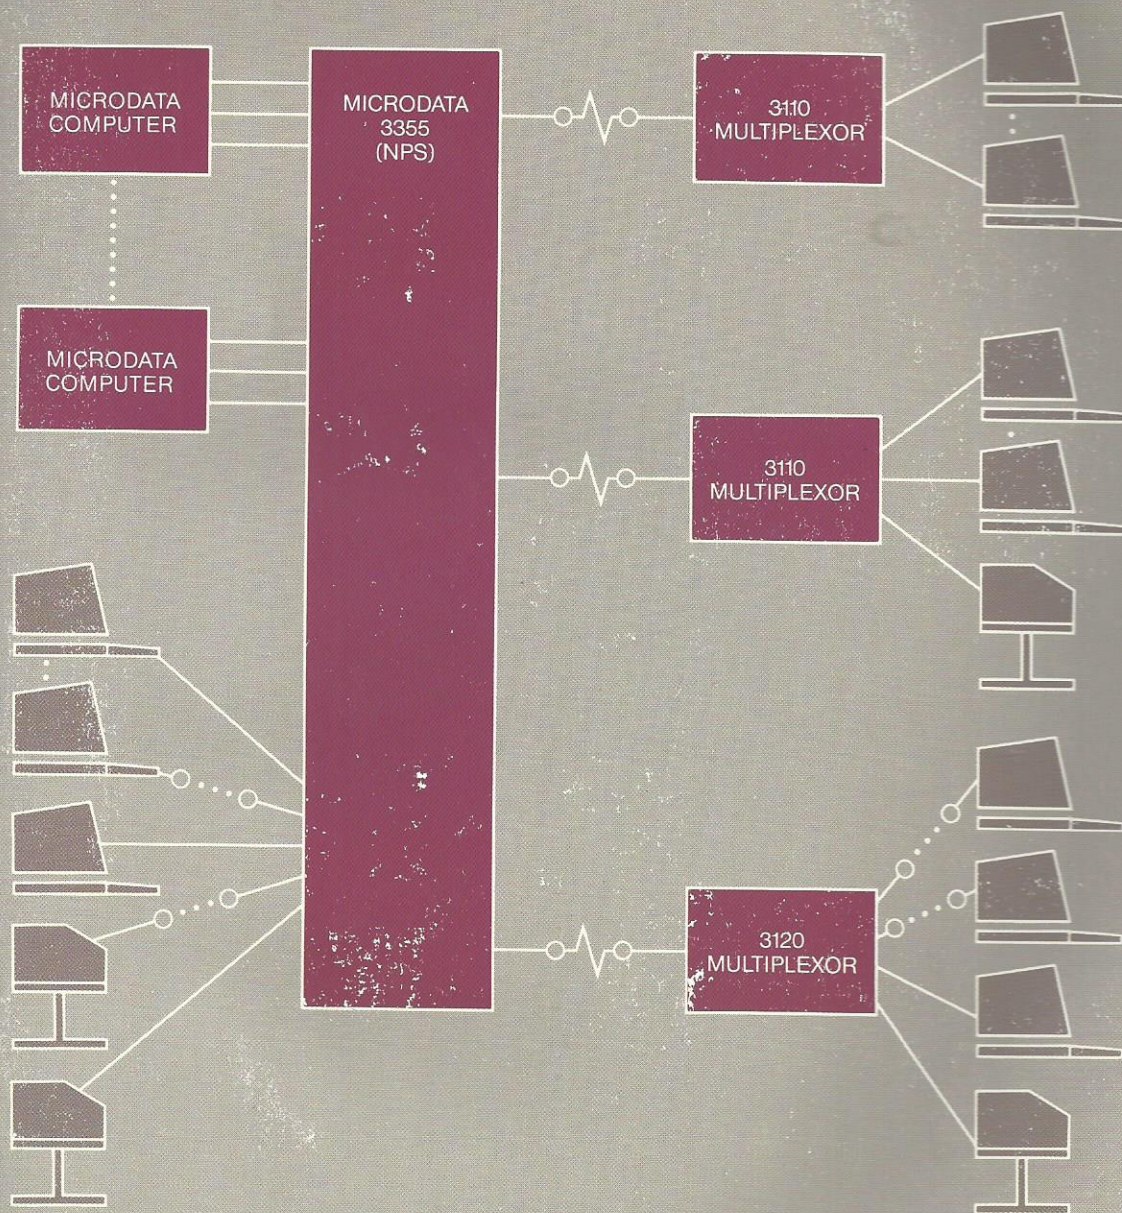 MICRODATA
COMPUTER
MICRODATA
3355
(NPS)
3110
MULTIPLEXOR
MICRODATA
COMPUTER
3110
MULTIPLEXOR
3120
MULTIPLEXOR